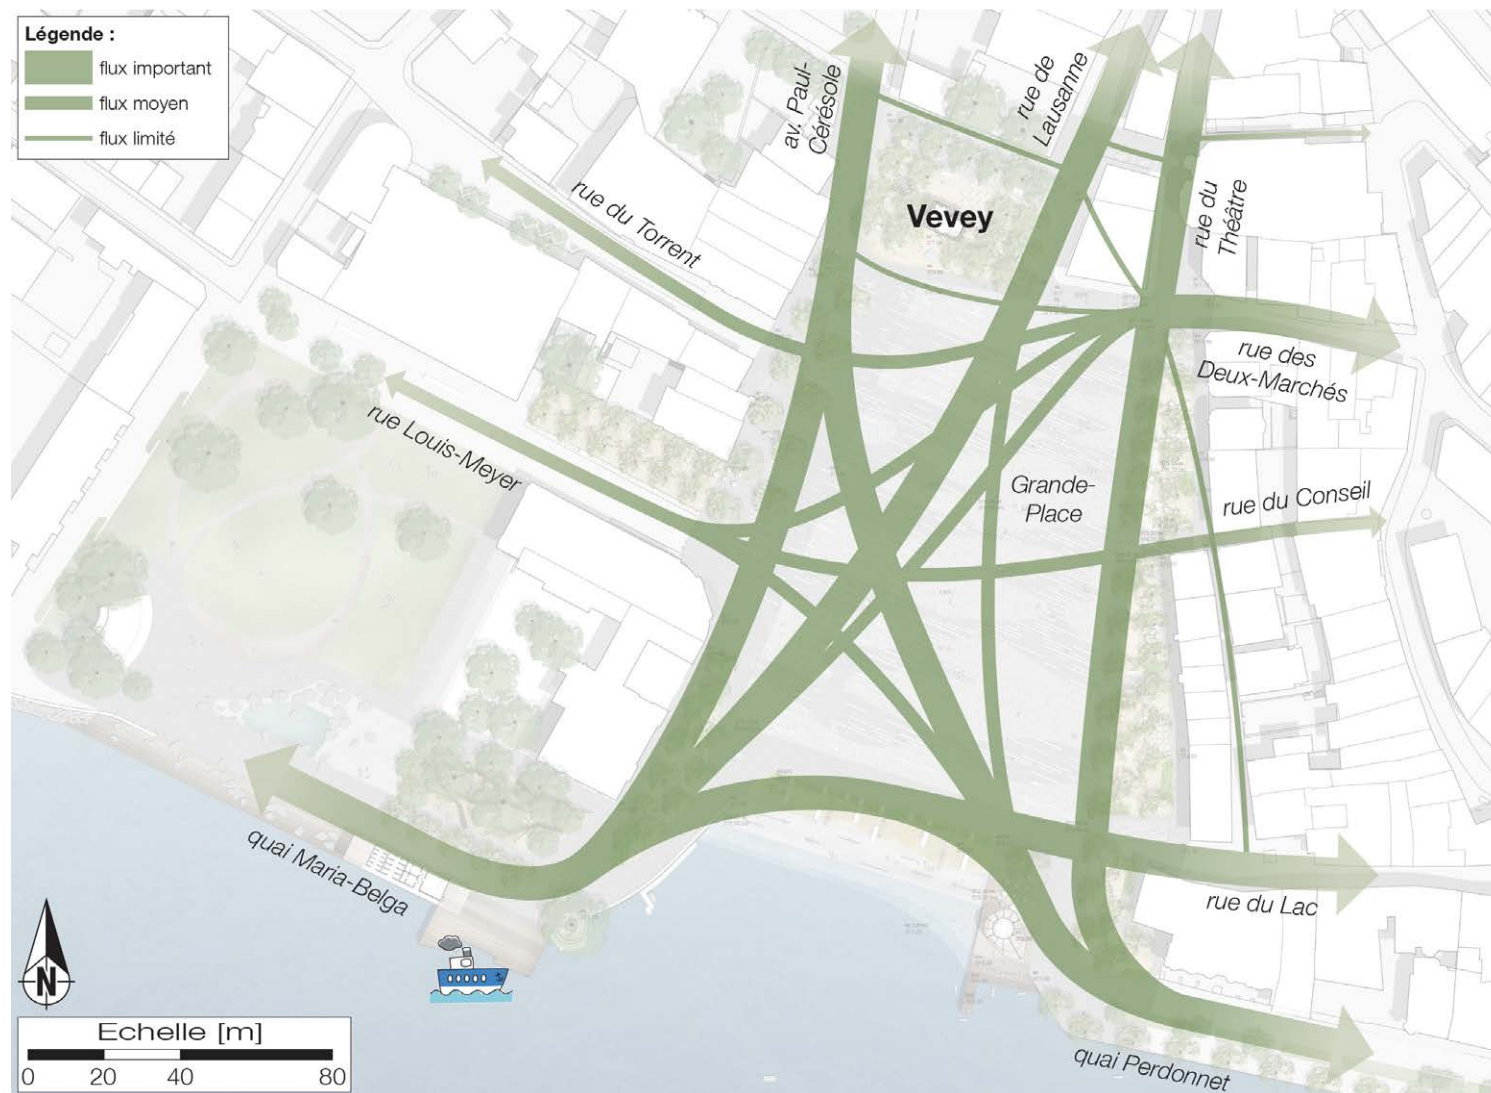 Légende :
flux important
flux moyen
flux limité
av. Paul-
Cérésole
rue de
Lausanne
rue du
Théâtre
rue du Torrent
Vevey
rue des
Deux-Marchés
rue Louis-Meyer
Grande-
Place
rue du Conseil
quai Maria-Belga
rue du Lac
quai Perdonnet
N
Echelle [m]
0 20 40 80